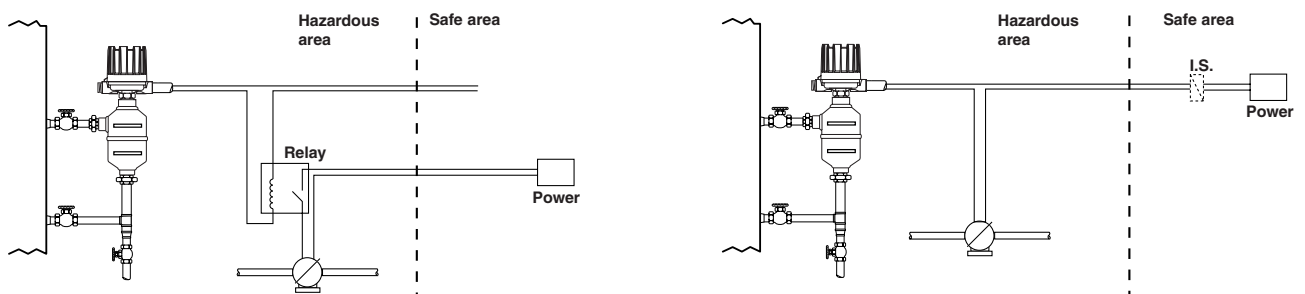 Hazardous
area
Safe area
Relay
Power
Hazardous
area
Safe area
I.S.
Power